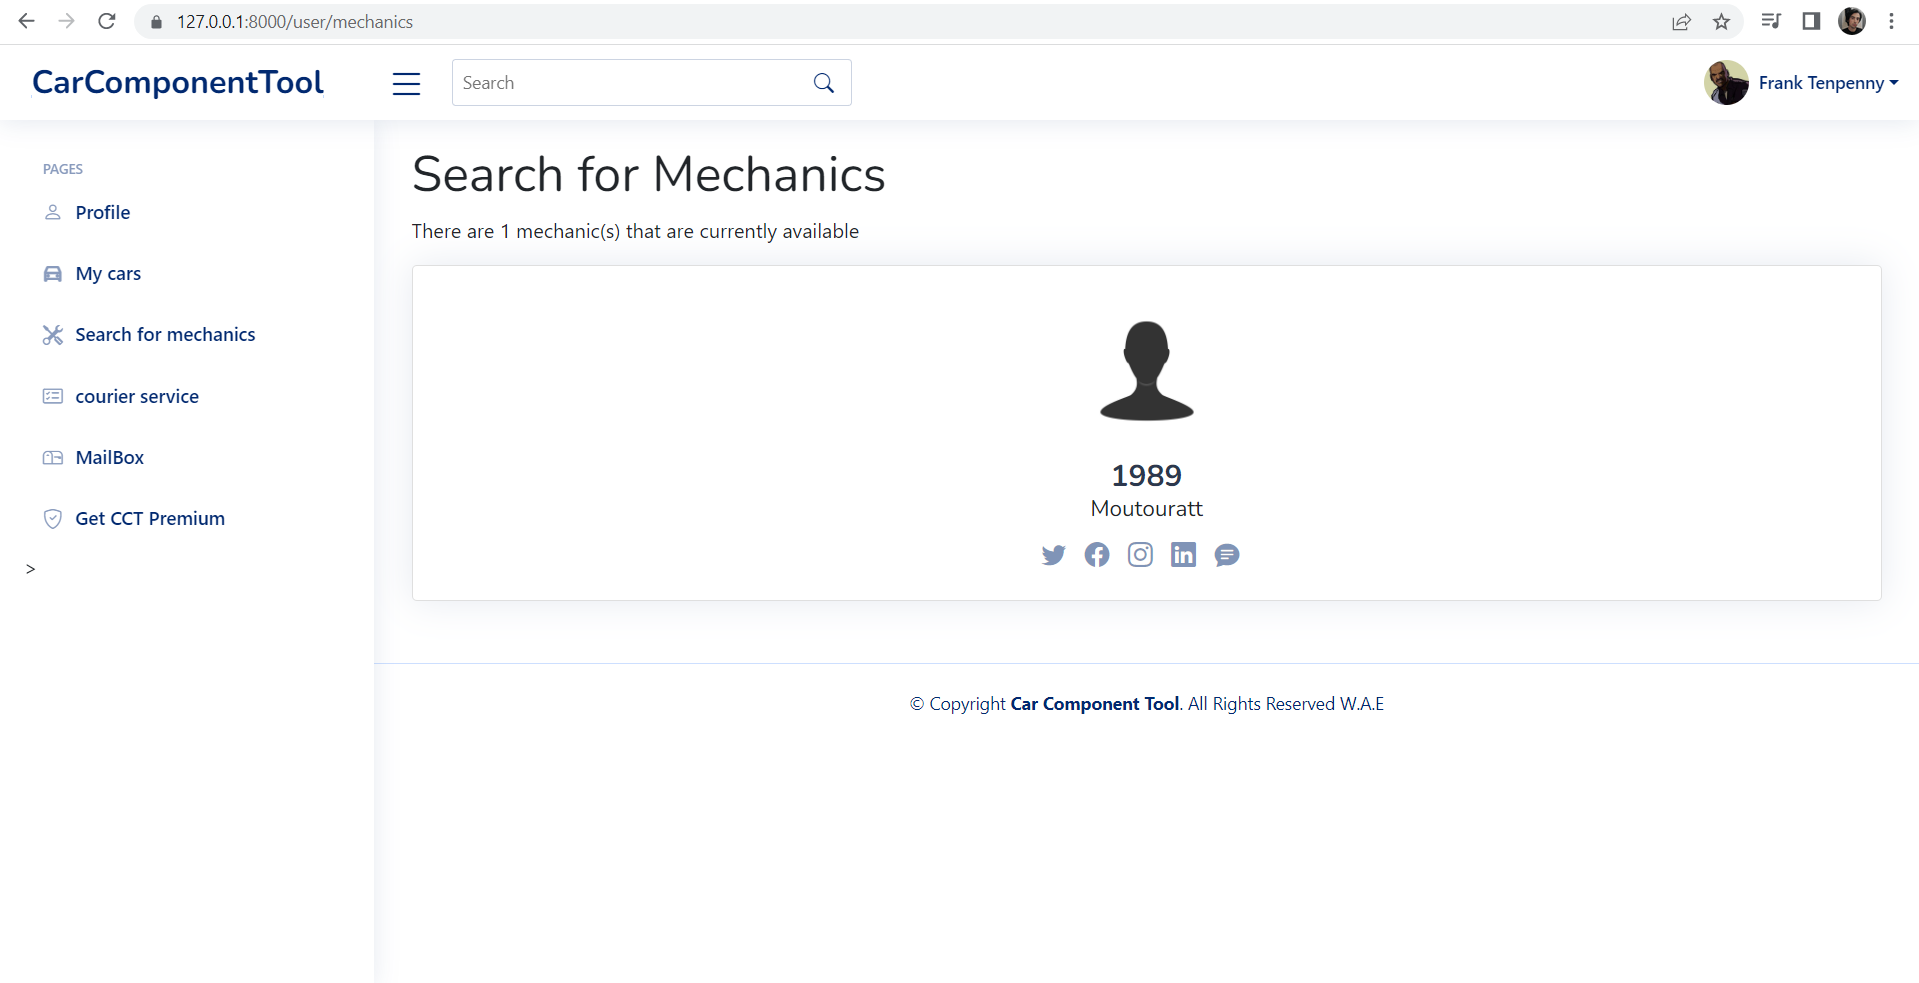 127.0.0.1:8000/user/mechanics
CarComponentTool
Search
Frank Tenpenny
PAGES
Profile
My cars
Search for mechanics
courier service
MailBox
Get CCT Premium
>
Search for Mechanics
There are 1 mechanic(s) that are currently available
1989
Moutouratt
© Copyright Car Component Tool. All Rights Reserved W.A.E